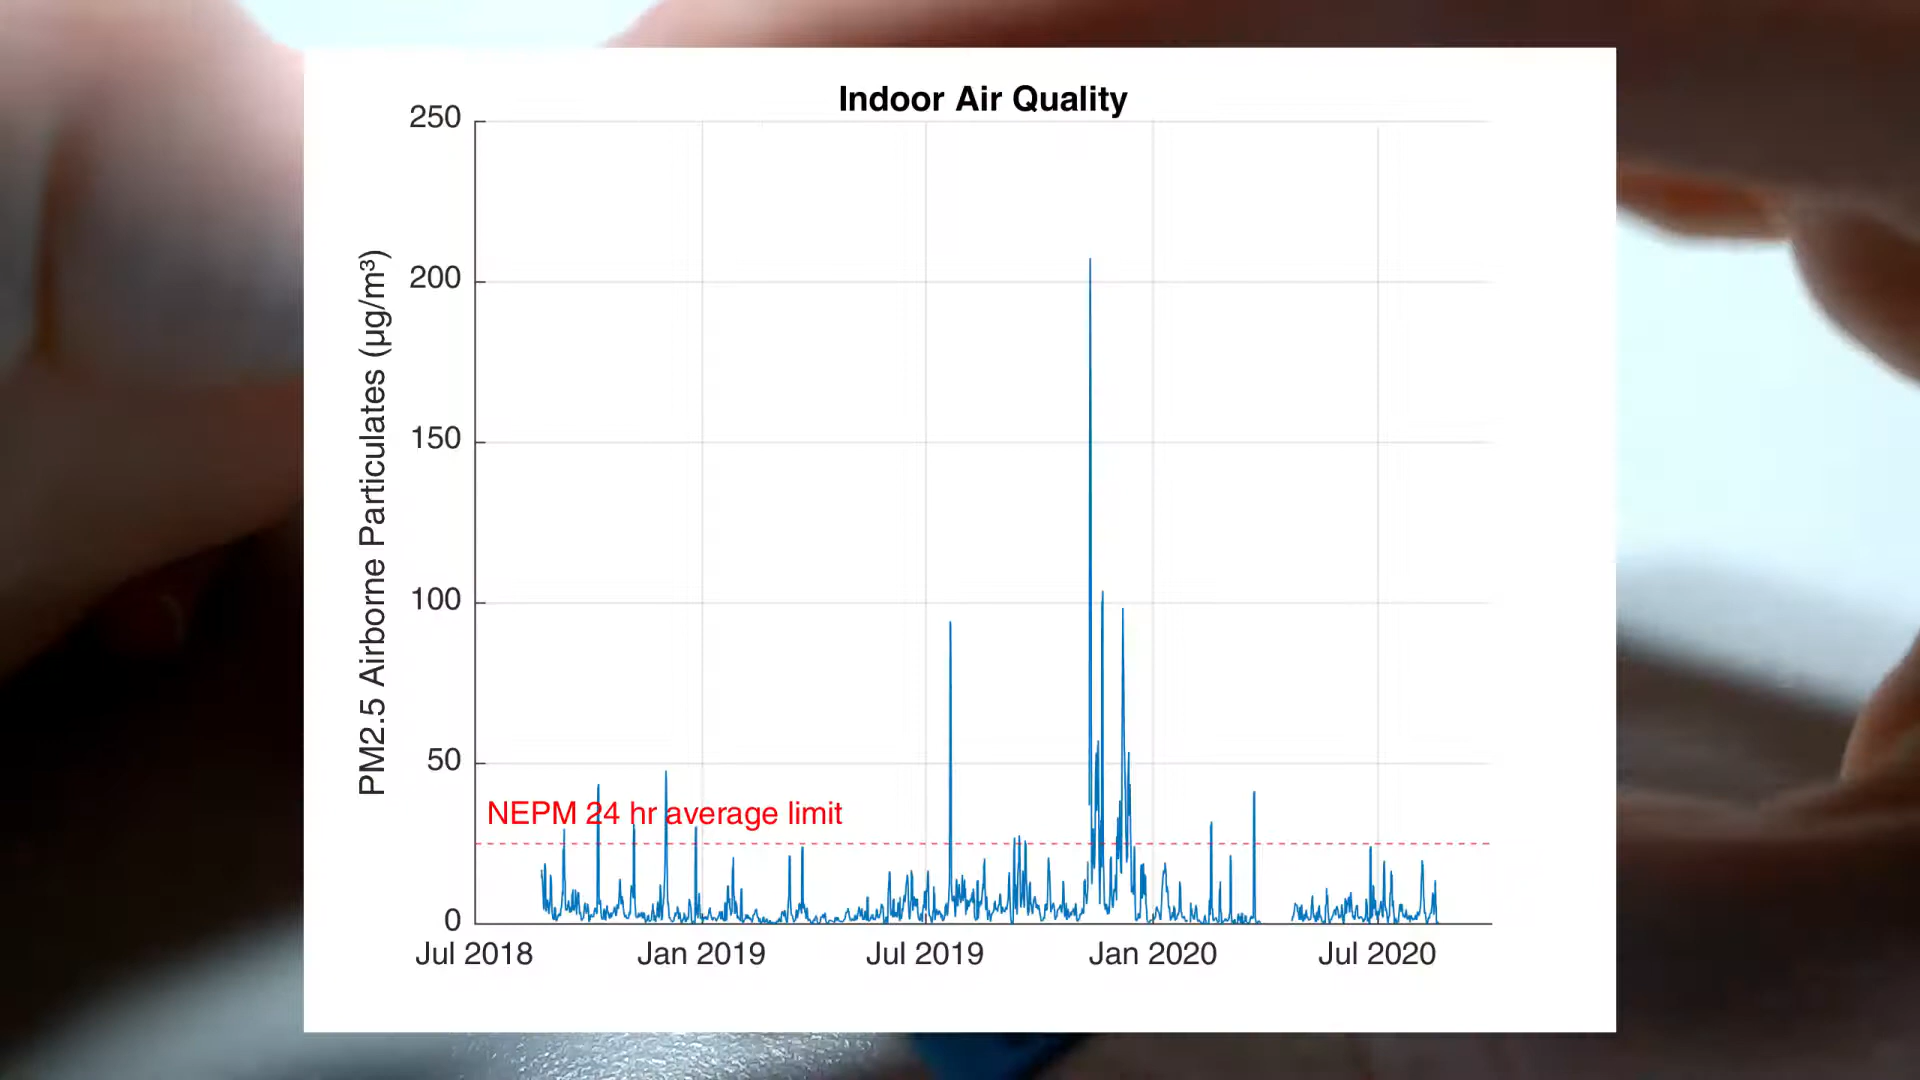 Indoor Air Quality
PM2.5 Airborne Particulates (µg/m³)
250
200
150
100
50
0
NEPM 24 hr average limit
Jul 2018 Jan 2019 Jul 2019 Jan 2020 Jul 2020